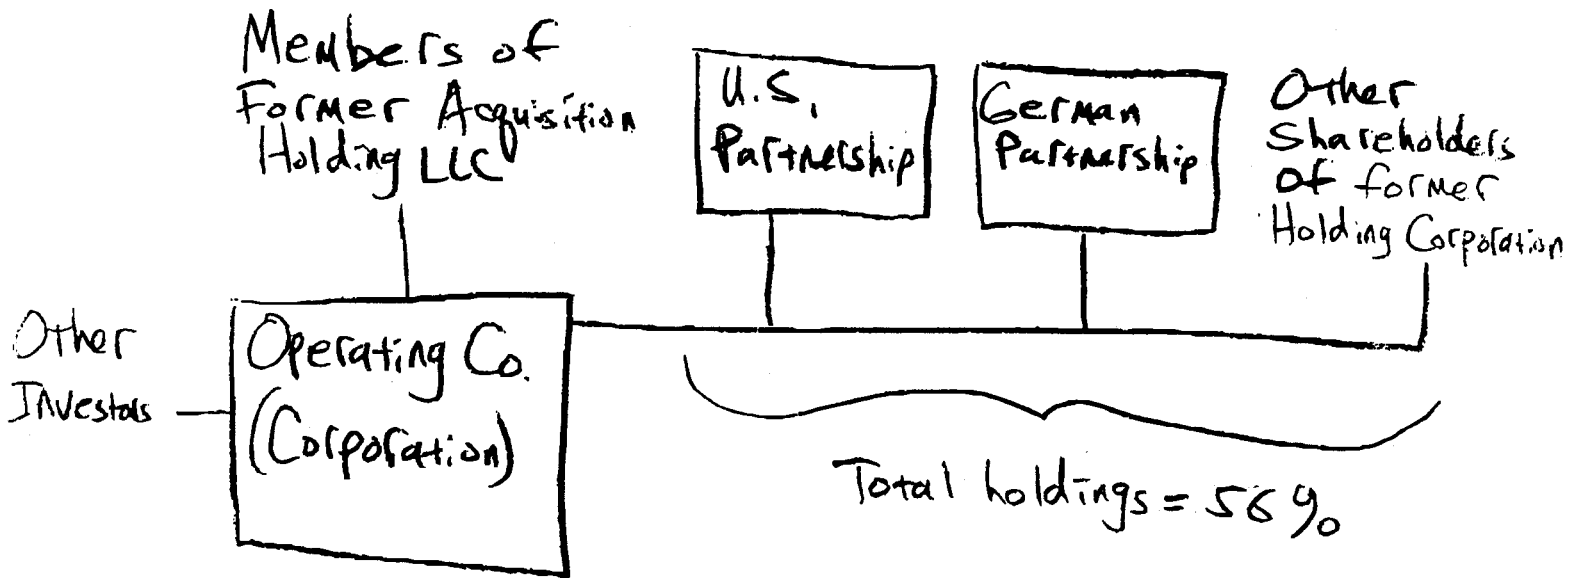 Members of
Former Acquisition
Holding LLC
U.S.
Partnership
German
Partnership
Other
Shareholders
of former
Holding Corporation
Other
Investors
Operating Co.
(Corporation)
Total holdings = 56%